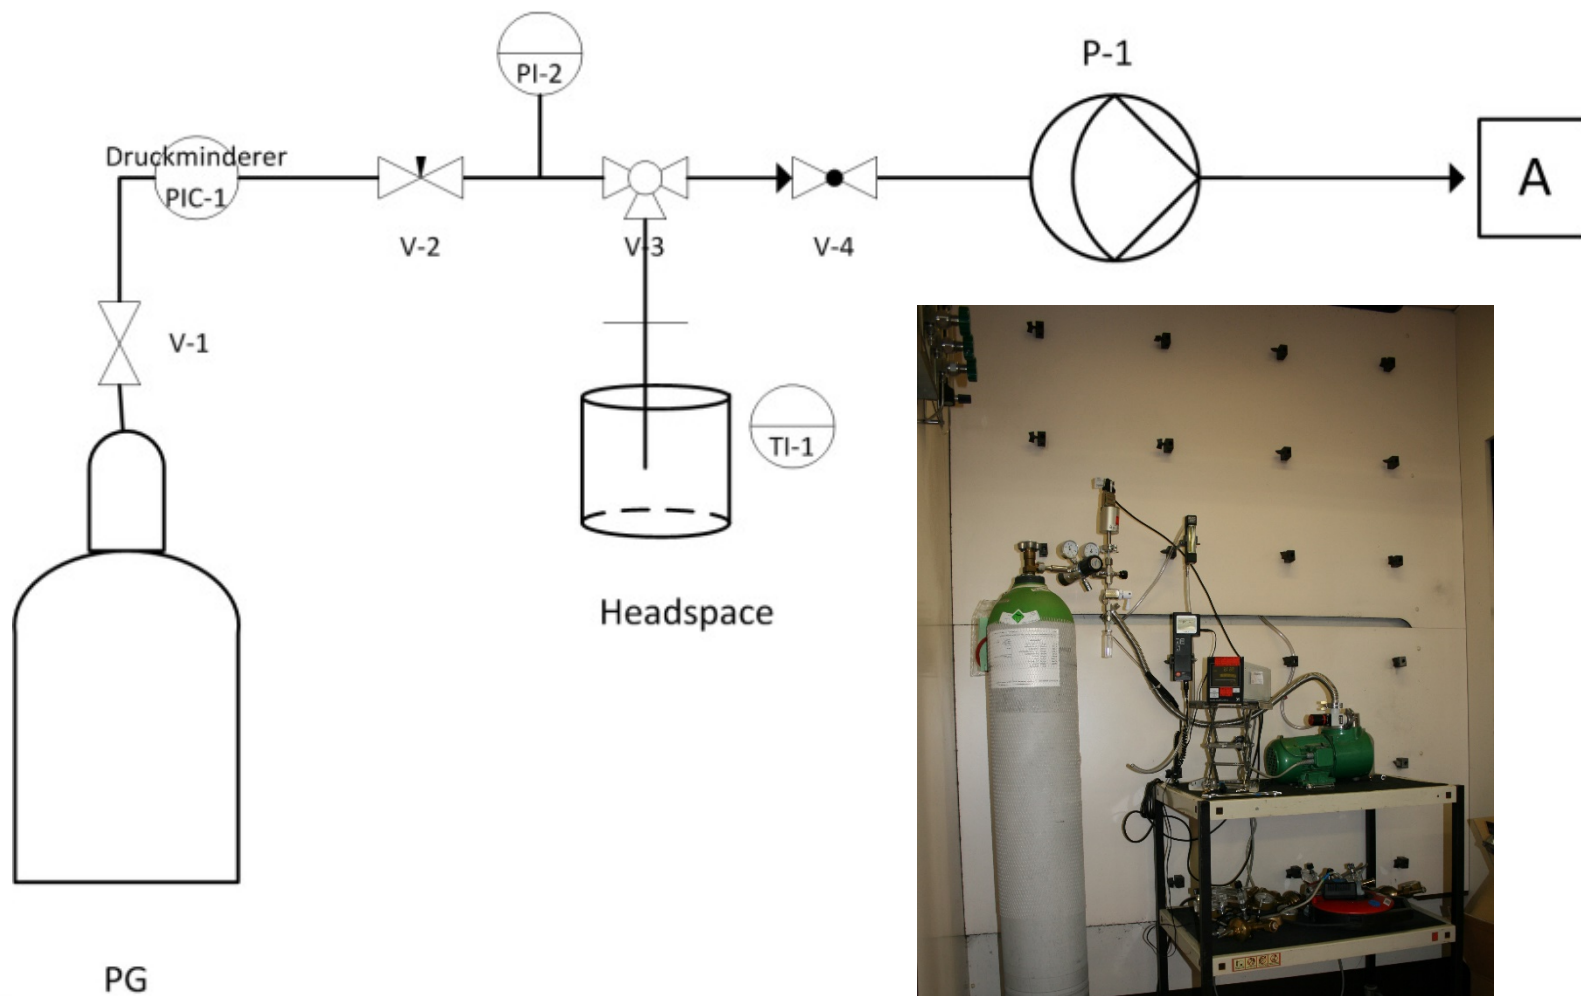 P-1
PI-2
Druckminderer
PIC-1
A
V-2
V-3
V-4
V-1
TI-1
Headspace
PG